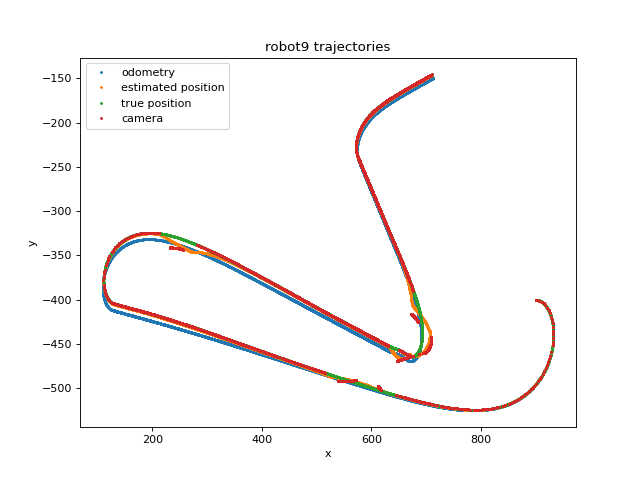 robot9 trajectories
odometry
estimated position
true position
camera
y
−150
−200
−250
−300
−350
−400
−450
−500
200 400 600 800
x